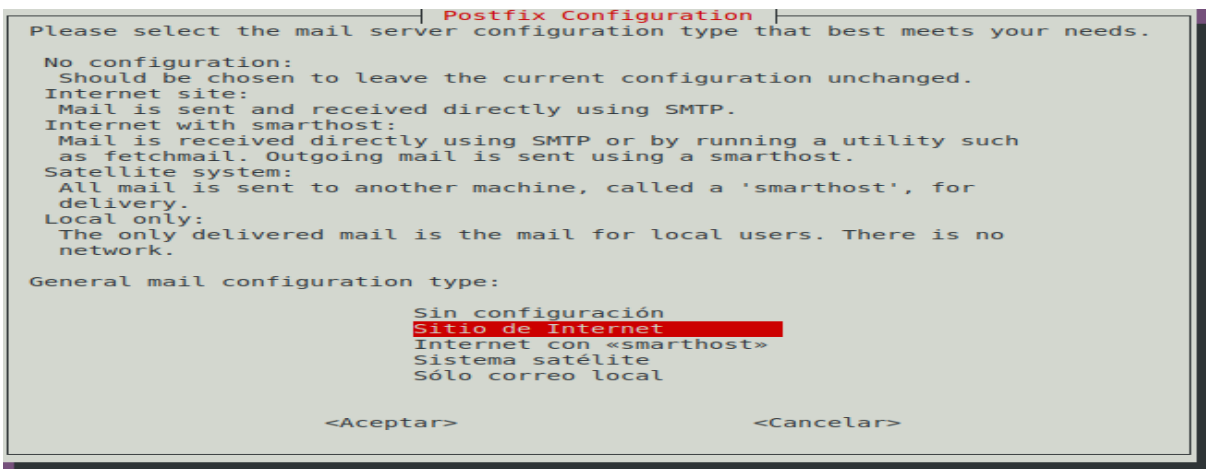 Postfix Configuration
Please select the mail server configuration type that best meets your needs.
No configuration:
Should be chosen to leave the current configuration unchanged.
Internet site:
Mail is sent and received directly using SMTP.
Internet with smarthost:
Mail is received directly using SMTP or by running a utility such
as fetchmail. Outgoing mail is sent using a smarthost.
Satellite system:
All mail is sent to another machine, called a 'smarthost', for
delivery.
Local only:
The only delivered mail is the mail for local users. There is no
network.
General mail configuration type:
Sin configuración
Sitio de Internet
Internet con «smarthost»
Sistema satélite
Sólo correo local
<Aceptar> <Cancelar>